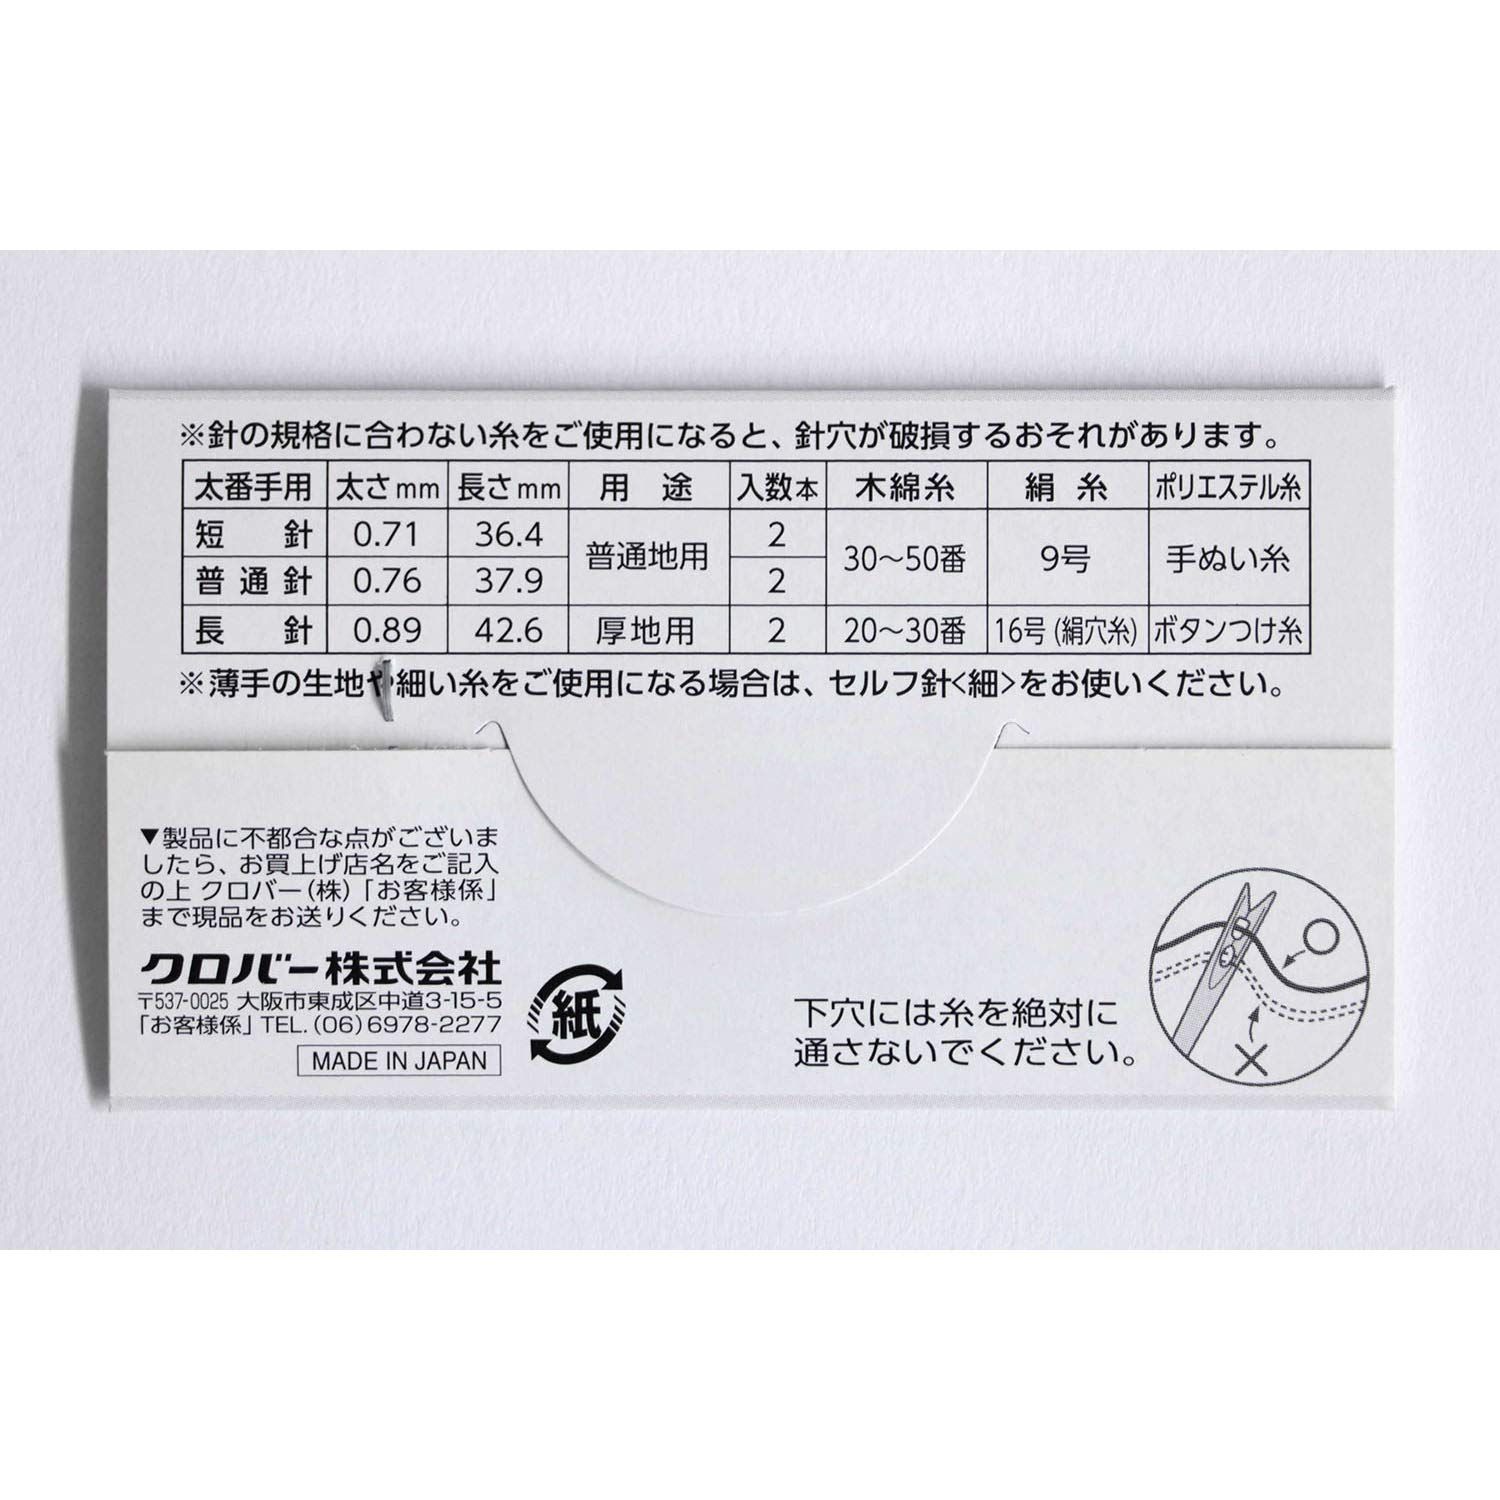 ※針の規格に合わない糸をご使用になると、針穴が破損するおそれがあります。
太番手用 太さmm 長さmm 用途 入数本 木綿糸 絹糸 ポリエステル糸
短針 0.71 36.4 普通地用 2 30〜50番 9号 手ぬい糸
普通針 0.76 37.9 2
長針 0.89 42.6 厚地用 2 20〜30番 16号(絹穴糸) ボタンつけ糸
※薄手の生地や細い糸をご使用になる場合は、セルフ針<細>をお使いください。
▼製品に不都合な点がございま
したら、お買上げ店名をご記入
の上 クロバー(株)「お客様係」
まで現品をお送りください。
クロバー株式会社
〒537-0025 大阪市東成区中道3-15-5
「お客様係」TEL.(06)6978-2277
MADE IN JAPAN
紙
下穴には糸を絶対に
通さないでください。